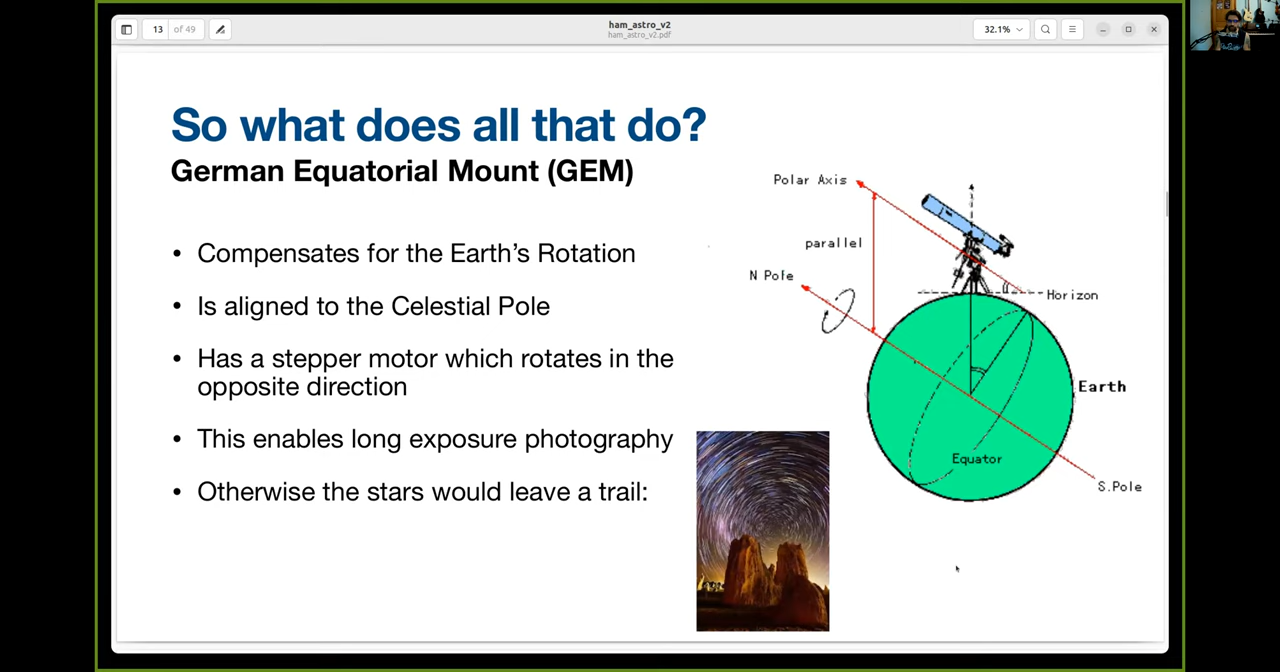 ham_astro_v2
ham_astro_v2.pdf
13 of 49
32.1%
So what does all that do?
German Equatorial Mount (GEM)
• Compensates for the Earth’s Rotation
• Is aligned to the Celestial Pole
• Has a stepper motor which rotates in the
opposite direction
• This enables long exposure photography
• Otherwise the stars would leave a trail:
Polar Axis
parallel
N Pole
Horizon
Earth
Equator
S.Pole